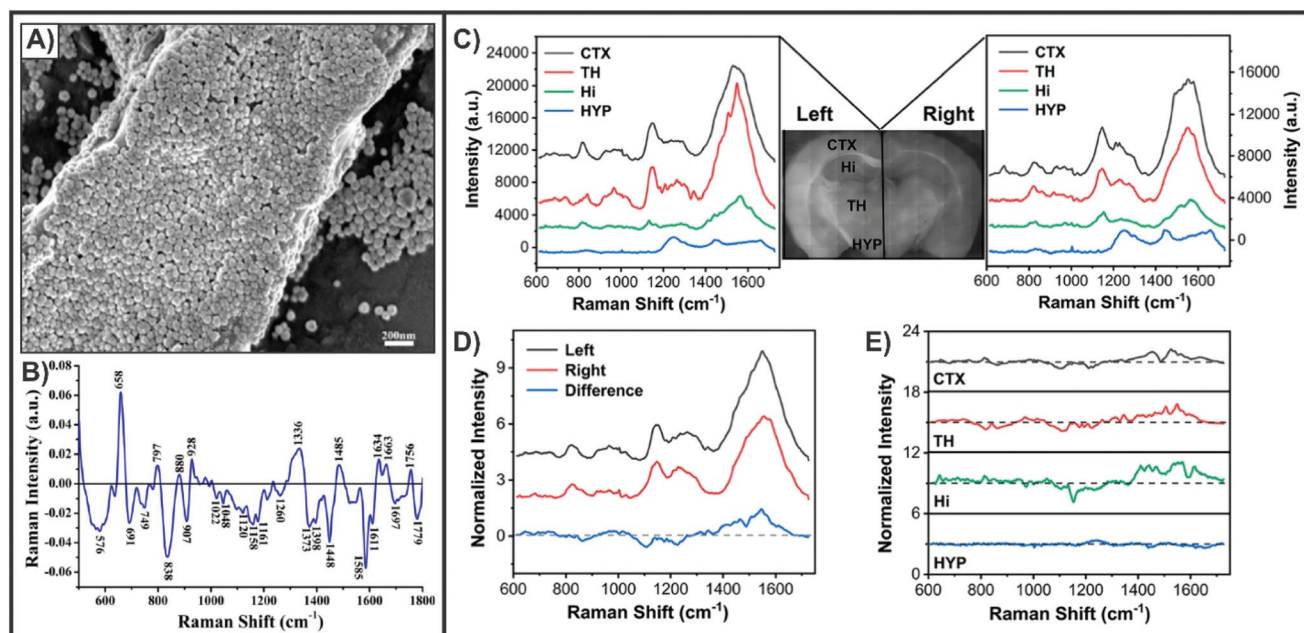 A)
200nm
B)
0.08
0.06
0.04
0.02
0.00
-0.02
-0.04
-0.06
Raman Intensity (a.u.)
658
797
880
928
1336
1485
1634
1663
1756
576
691
749
838
907
1022
1048
1120
1158
1161
1260
1373
1398
1448
1585
1611
1697
1779
600
800
1000
1200
1400
1600
1800
Raman Shift (cm⁻¹)
C)
24000
20000
16000
12000
8000
4000
0
Intensity (a.u.)
CTX
TH
Hi
HYP
600 800 1000 1200 1400 1600
Raman Shift (cm⁻¹)
Left
Right
CTX
Hi
TH
HYP
CTX
TH
Hi
HYP
16000
12000
8000
4000
0
Intensity (a.u.)
600 800 1000 1200 1400 1600
Raman Shift (cm⁻¹)
D)
9
6
3
0
Normalized Intensity
Left
Right
Difference
600 800 1000 1200 1400 1600
Raman Shift (cm⁻¹)
E)
24
18
12
6
0
Normalized Intensity
CTX
TH
Hi
HYP
600 800 1000 1200 1400 1600
Raman Shift (cm⁻¹)